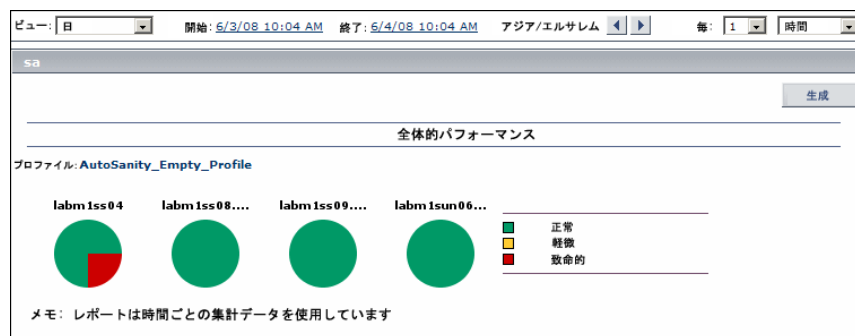 ビュー: 日 開始: 6/3/08 10:04 AM 終了: 6/4/08 10:04 AM アジア/エルサレム 毎: 1 時間
sa
生成
全体的パフォーマンス
プロファイル: AutoSanity_Empty_Profile
labm1ss04 labm1ss08.... labm1ss09.... labm1sun06...
正常
軽微
致命的
メモ: レポートは時間ごとの集計データを使用しています